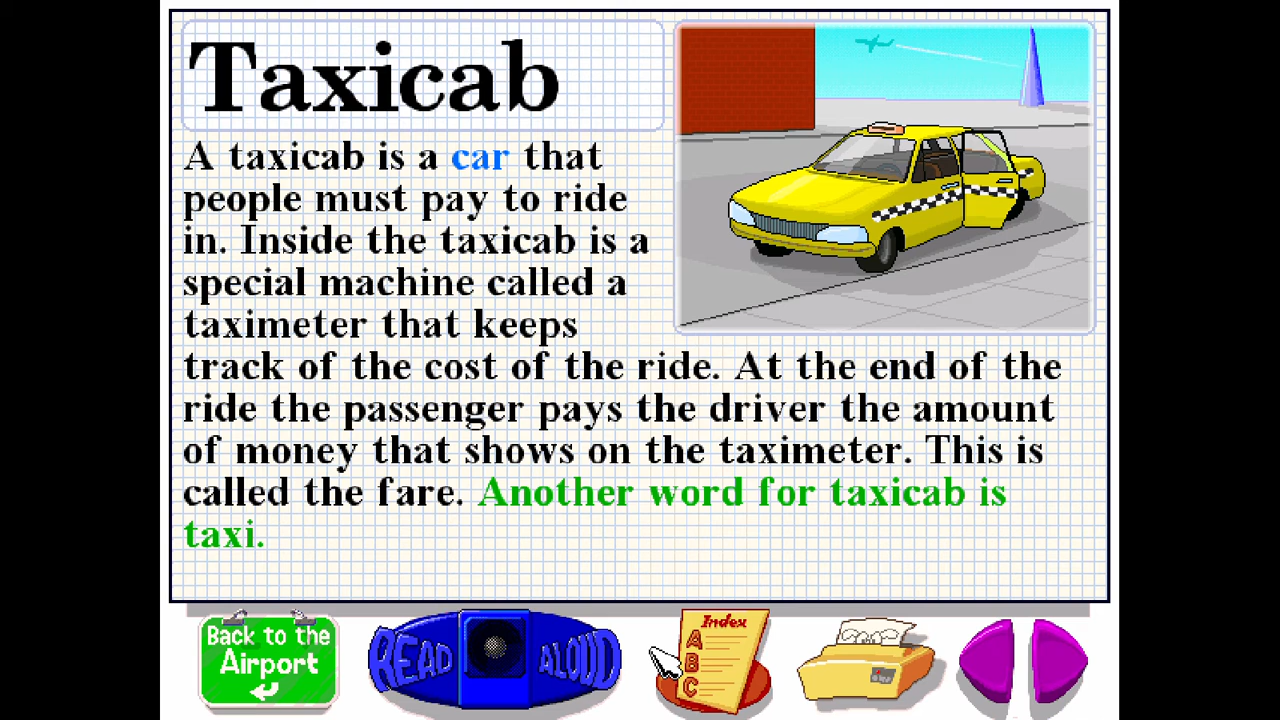 Taxicab
A taxicab is a car that
people must pay to ride
in. Inside the taxicab is a
special machine called a
taximeter that keeps
track of the cost of the ride. At the end of the
ride the passenger pays the driver the amount
of money that shows on the taximeter. This is
called the fare. Another word for taxicab is
taxi.
Back to the
Airport
READ ALOUD
Index
A
B
C